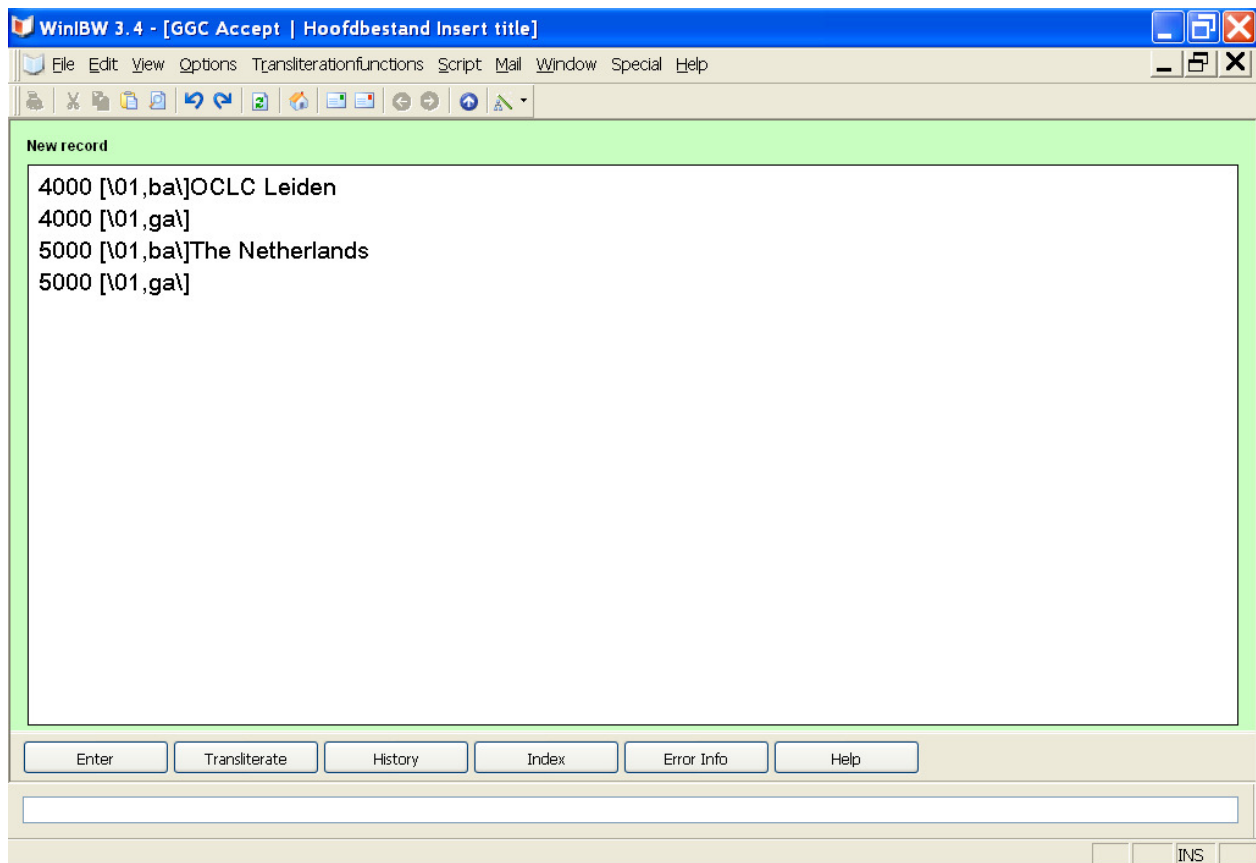 WinIBW 3.4 - [GGC Accept | Hoofdbestand Insert title]
File Edit View Options Transliterationfunctions Script Mail Window Special Help
New record
4000 [\01,ba\]OCLC Leiden
4000 [\01,ga\]
5000 [\01,ba\]The Netherlands
5000 [\01,ga\]
Enter Transliterate History Index Error Info Help
INS